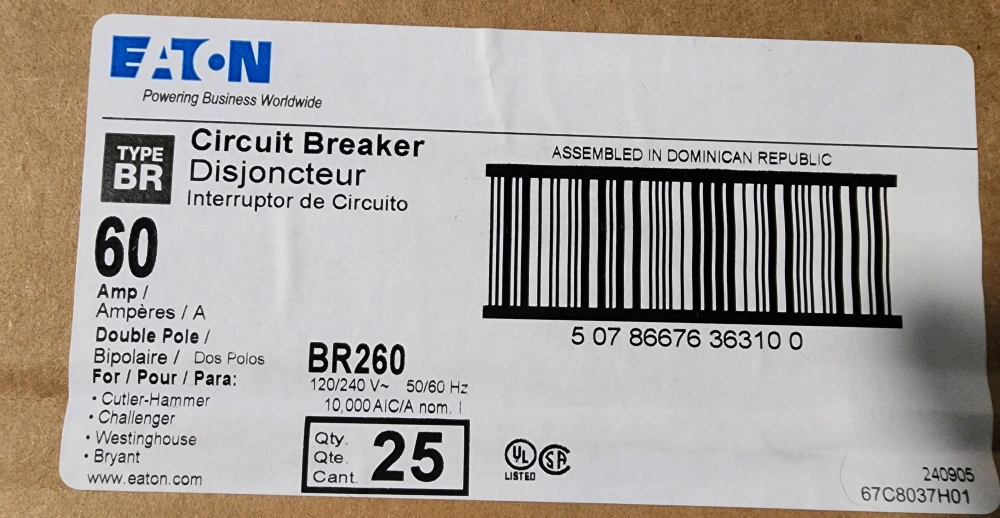 EATON
Powering Business Worldwide
TYPE
BR
Circuit Breaker
Disjoncteur
Interruptor de Circuito
60
Amp /
Ampères / A
Double Pole /
Bipolaire / Dos Polos
For / Pour / Para:
• Cutler-Hammer
• Challenger
• Westinghouse
• Bryant
www.eaton.com
BR260
120/240 V~ 50/60 Hz
10,000 AIC/A nom. I
Qty.
Qte.
Cant.
25
ASSEMBLED IN DOMINICAN REPUBLIC
5 07 86676 36310 0
UL
LISTED
SA
240905
67C8037H01